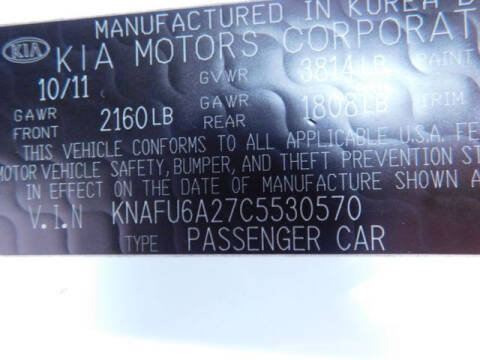 MANUFACTURED IN KOREA
KIA KIA MOTORS CORPORAT
10/11 GVWR 3814LB PAINT
GAWR FRONT 2160LB GAWR REAR 1808LB TRIM
THIS VEHICLE CONFORMS TO ALL APPLICABLE U.S.A. FE
MOTOR VEHICLE SAFETY, BUMPER, AND THEFT PREVENTION ST
IN EFFECT ON THE DATE OF MANUFACTURE SHOWN A
V.I.N KNAFU6A27C5530570
TYPE PASSENGER CAR